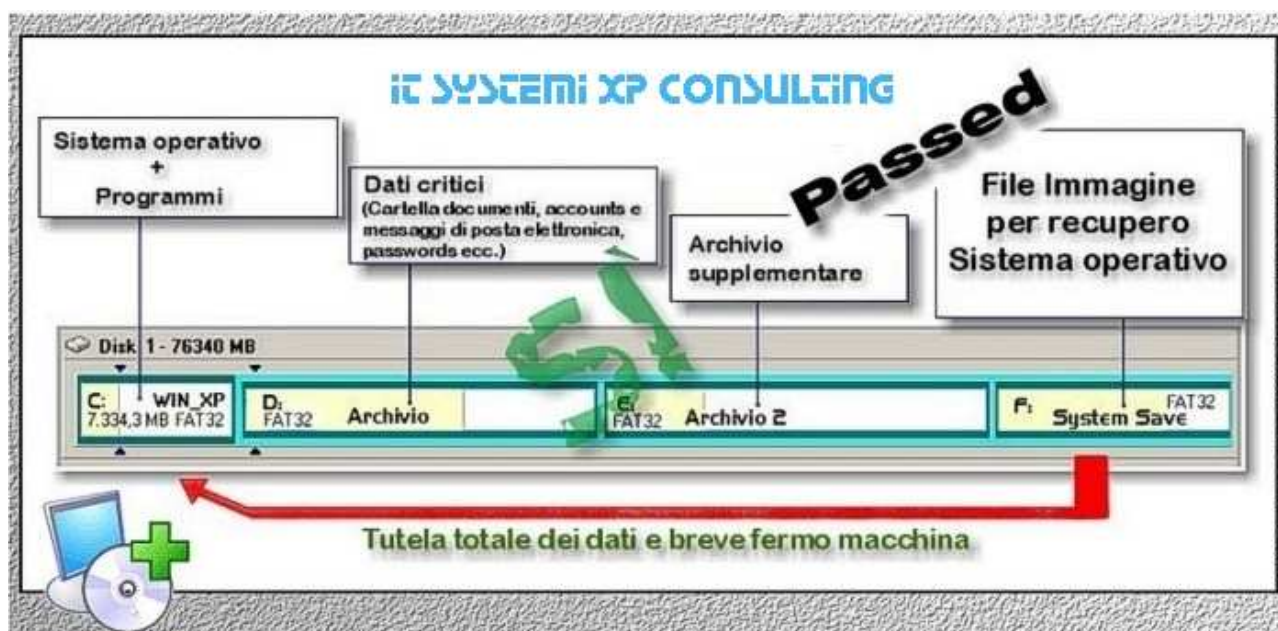 iT SYSTEMi XP CONSULTING
Passed
Sistema operativo
+
Programmi
Dati critici
(Cartella documenti, accounts e
messaggi di posta elettronica,
passwords ecc.)
Archivio
supplementare
File Immagine
per recupero
Sistema operativo
SI'
Disk 1 - 76340 MB
C: WIN_XP
7.334,3 MB FAT32
D:
FAT32 Archivio
E:
FAT32 Archivio 2
F: FAT32
System Save
Tutela totale dei dati e breve fermo macchina